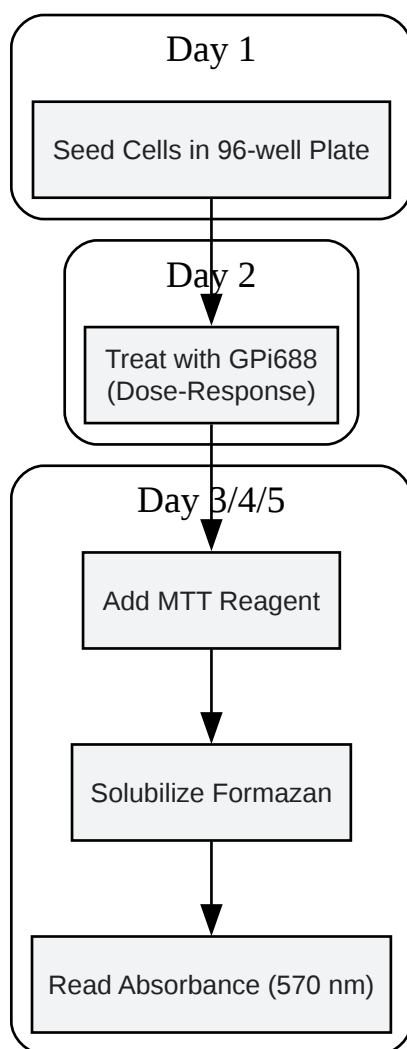 Day 1
Seed Cells in 96-well Plate
Day 2
Treat with GPi688
(Dose-Response)
Day 3/4/5
Add MTT Reagent
Solubilize Formazan
Read Absorbance (570 nm)